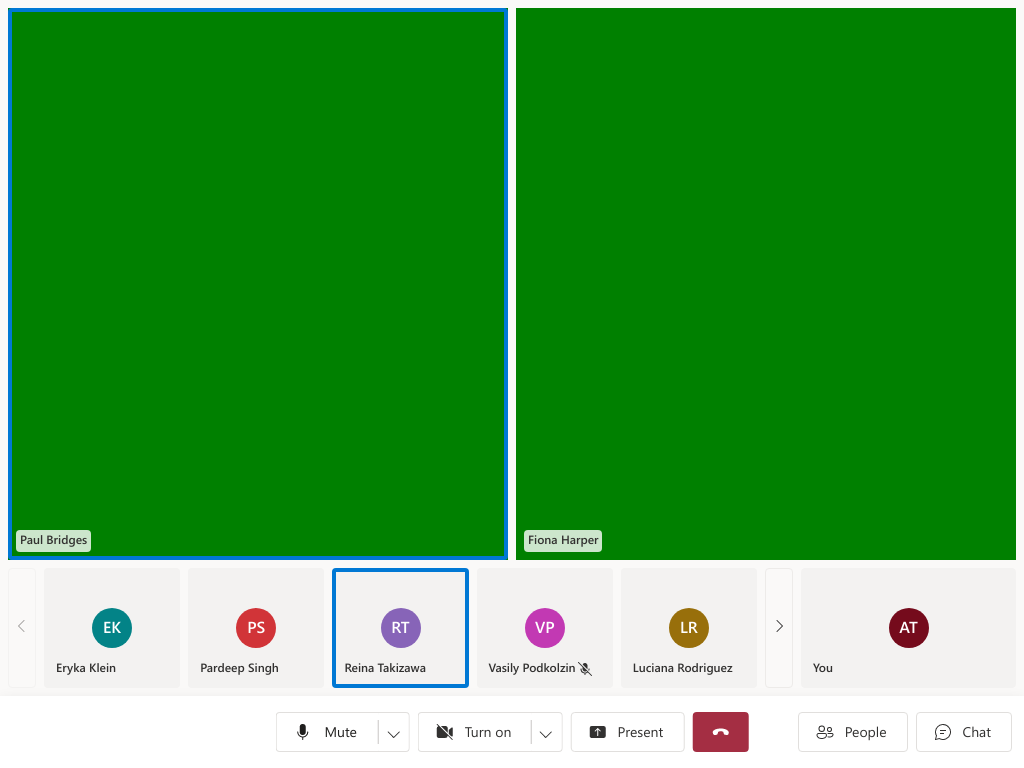 Paul Bridges
Fiona Harper
EK
PS
RT
VP
LR
AT
Eryka Klein
Pardeep Singh
Reina Takizawa
Vasily Podkolzin
Luciana Rodriguez
You
Mute
Turn on
Present
People
Chat